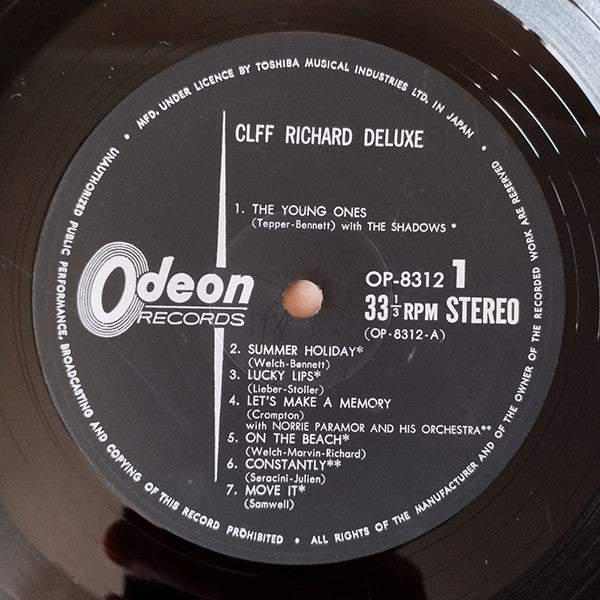 MFD. UNDER LICENCE BY TOSHIBA MUSICAL INDUSTRIES LTD. IN JAPAN •
CLFF RICHARD DELUXE
1. THE YOUNG ONES
(Tepper-Bennett) with THE SHADOWS *
Odeon
RECORDS
OP-8312 1
33 1/3 RPM STEREO
(OP-8312-A)
2. SUMMER HOLIDAY*
(Welch-Bennett)
3. LUCKY LIPS*
(Lieber-Stoller)
4. LET'S MAKE A MEMORY
(Crompton)
with NORRIE PARAMOR AND HIS ORCHESTRA**
5. ON THE BEACH*
(Welch-Marvin-Richard)
6. CONSTANTLY**
(Seracini-Julien)
7. MOVE IT*
(Samwell)
UNAUTHORIZED PUBLIC PERFORMANCE, BROADCASTING AND COPYING OF THIS RECORD PROHIBITED •
ALL RIGHTS OF THE MANUFACTURER AND OF THE OWNER OF THE RECORDED WORK ARE RESERVED